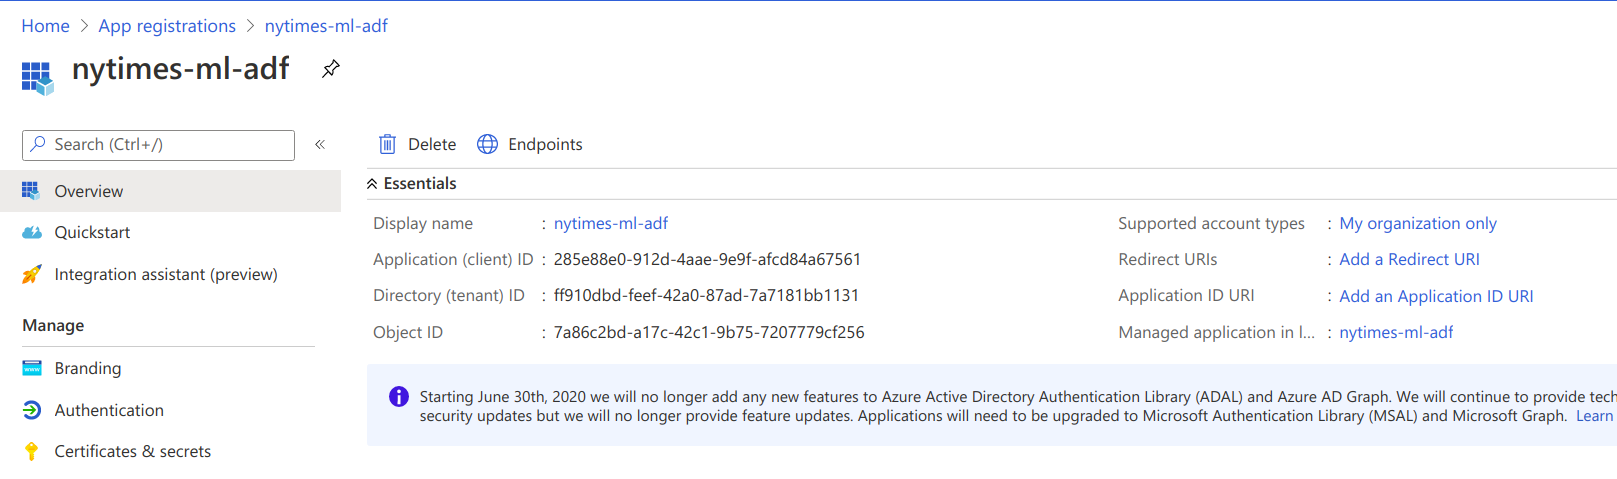 Home > App registrations > nytimes-ml-adf
nytimes-ml-adf
Search (Ctrl+/)
«
Overview
Quickstart
Integration assistant (preview)
Manage
Branding
Authentication
Certificates & secrets
Delete Endpoints
Essentials
Display name : nytimes-ml-adf
Application (client) ID : 285e88e0-912d-4aae-9e9f-afcd84a67561
Directory (tenant) ID : ff910dbd-feef-42a0-87ad-7a7181bb1131
Object ID : 7a86c2bd-a17c-42c1-9b75-7207779cf256
Supported account types : My organization only
Redirect URIs : Add a Redirect URI
Application ID URI : Add an Application ID URI
Managed application in l... : nytimes-ml-adf
Starting June 30th, 2020 we will no longer add any new features to Azure Active Directory Authentication Library (ADAL) and Azure AD Graph. We will continue to provide tech
security updates but we will no longer provide feature updates. Applications will need to be upgraded to Microsoft Authentication Library (MSAL) and Microsoft Graph. Learn